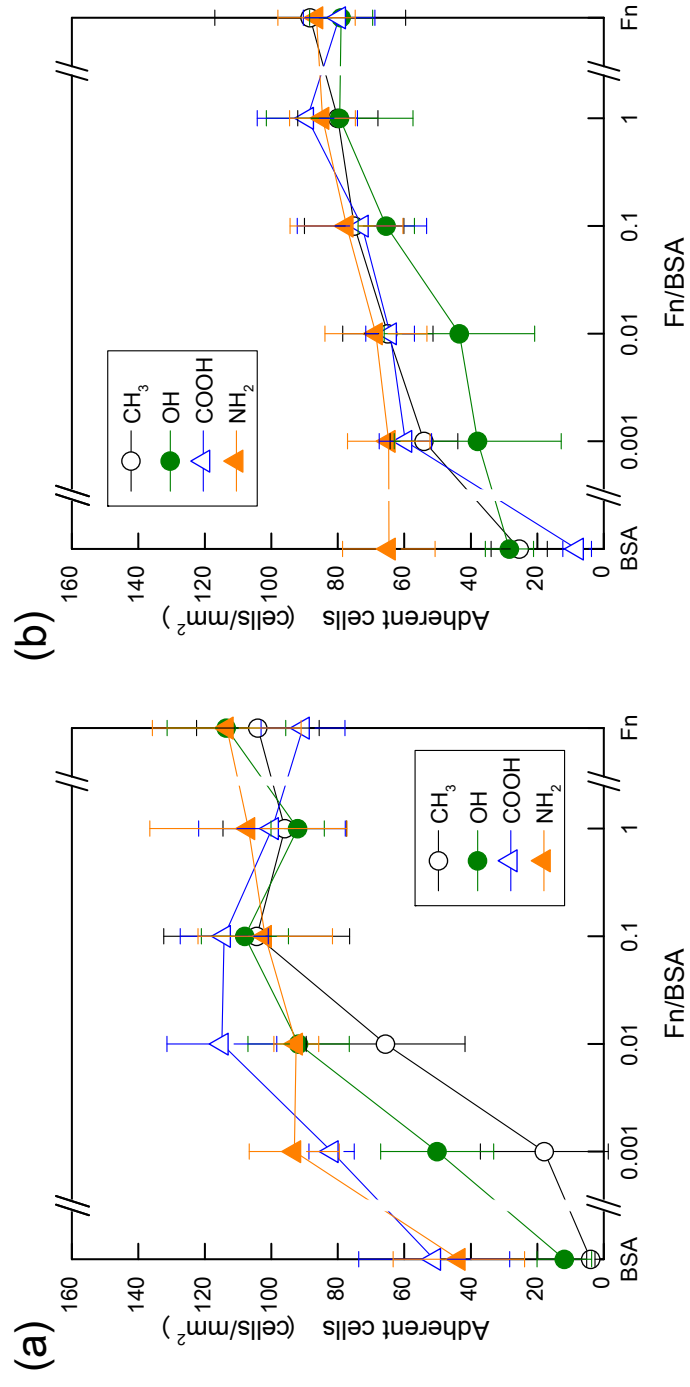 (a)
160
140
120
100
80
60
40
20
0
Adherent cells
(cells/mm²)
BSA
0.001
0.01
0.1
1
Fn
Fn/BSA
CH₃
OH
COOH
NH₂
(b)
160
140
120
100
80
60
40
20
0
Adherent cells
(cells/mm²)
BSA
0.001
0.01
0.1
1
Fn
Fn/BSA
CH₃
OH
COOH
NH₂